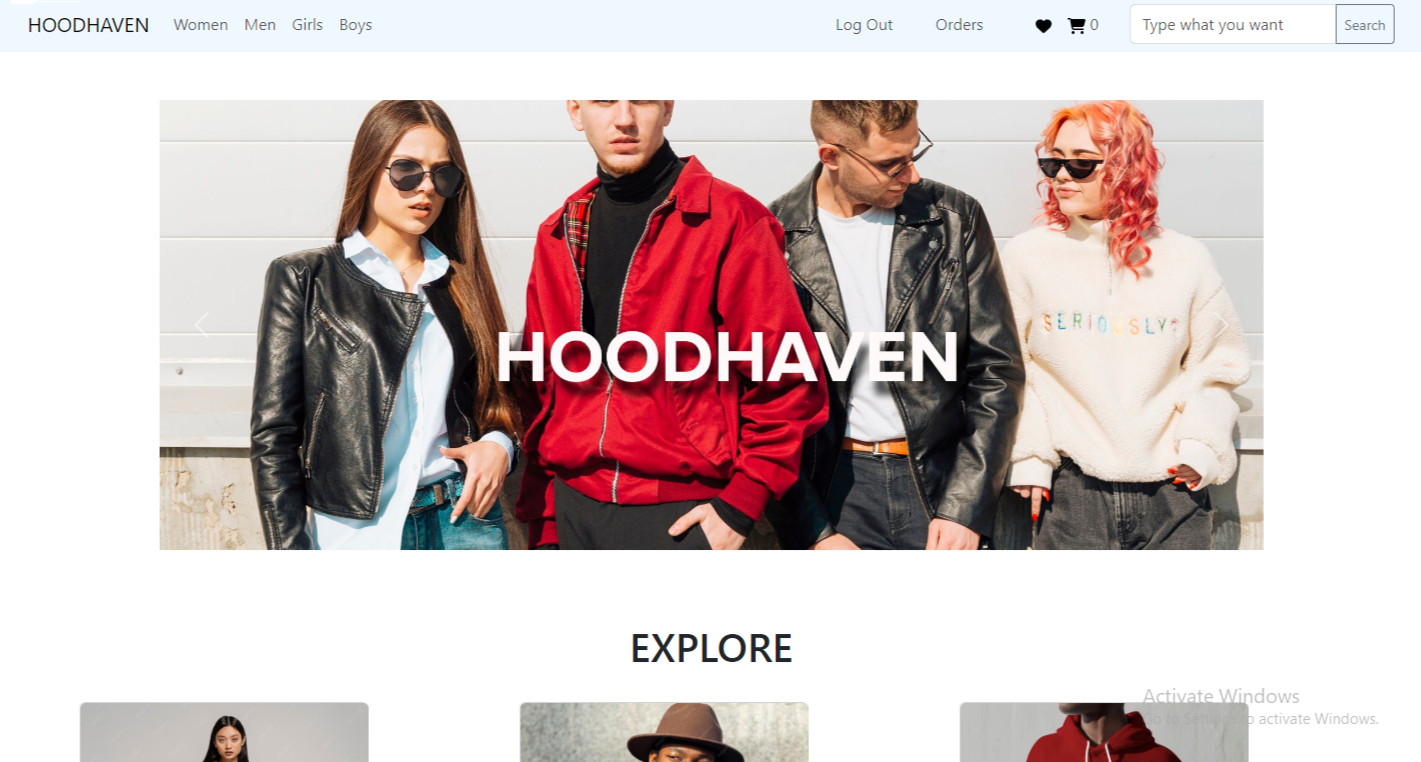 HOODHAVEN Women Men Girls Boys Log Out Orders 0 Type what you want Search
SERIOUSLY?
HOODHAVEN
EXPLORE
Activate Windows
Go to Settings to activate Windows.